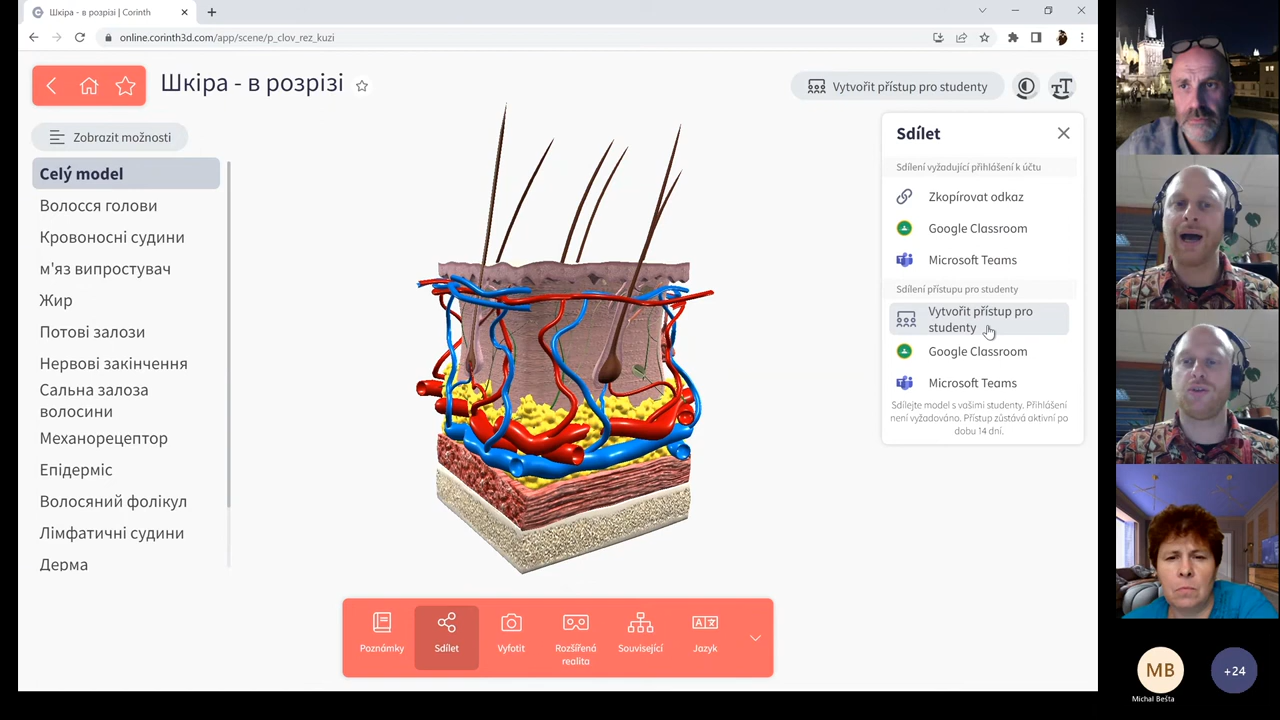 Шкіра - в розрізі | Corinth
online.corinth3d.com/app/scene/p_clov_rez_kuzi
Шкіра - в розрізі
Vytvořit přístup pro studenty
Zobrazit možnosti
Celý model
Волосся голови
Кровоносні судини
м'яз випростувач
Жир
Потові залози
Нервові закінчення
Сальна залоза
волосини
Механорецептор
Епідерміс
Волосяний фолікул
Лімфатичні судини
Дерма
Sdílet
Sdílení vyžadující přihlášení k účtu
Zkopírovat odkaz
Google Classroom
Microsoft Teams
Sdílení přístupu pro studenty
Vytvořit přístup pro
studenty
Google Classroom
Microsoft Teams
Sdílejte model s vašimi studenty. Přihlášení
není vyžadováno. Přístup zůstává aktivní po
dobu 14 dní.
Poznámky
Sdílet
Vyfotit
Rozšířená
realita
Související
Jazyk
MB
Michal Bešta
+24